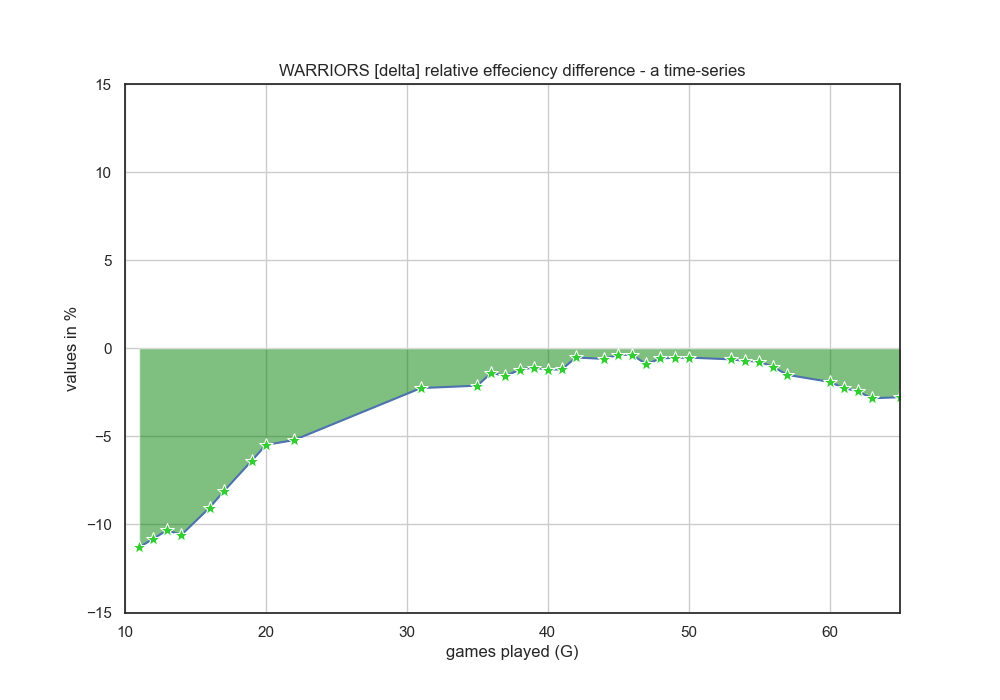 WARRIORS [delta] relative effeciency difference - a time-series
15
10
5
0
−5
−10
−15
values in %
10 20 30 40 50 60
games played (G)